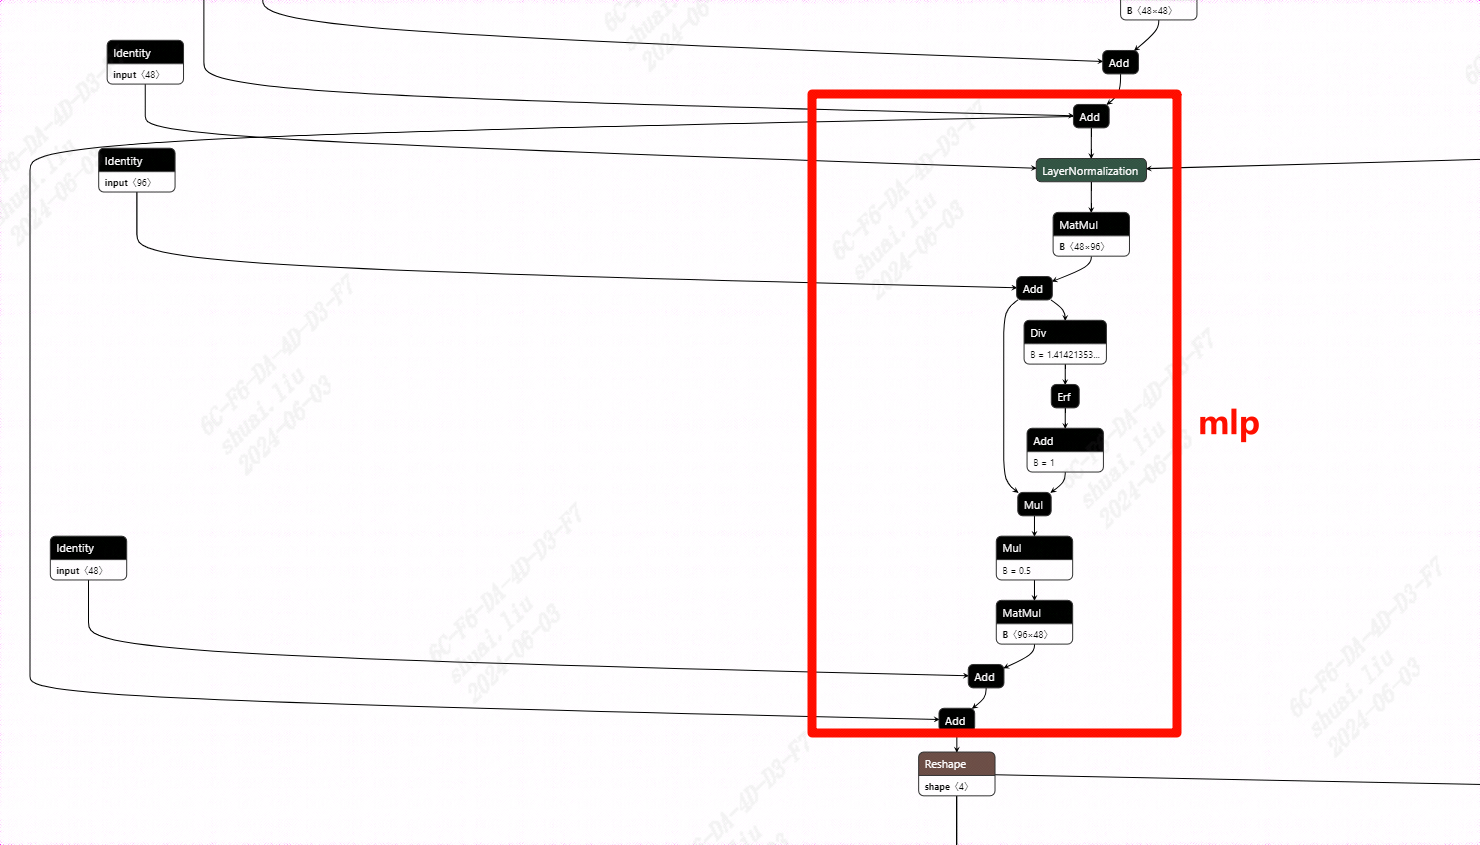 B ⟨48×48⟩
Identity
input ⟨48⟩
Add
Add
Identity
input ⟨96⟩
LayerNormalization
MatMul
B ⟨48×96⟩
Add
Div
B = 1.41421353...
Erf
mlp
Add
B = 1
Mul
Identity
input ⟨48⟩
Mul
B = 0.5
MatMul
B ⟨96×48⟩
Add
Add
Reshape
shape ⟨4⟩
6C-F6-DA-4D-D3-F7
shuai.liu
2024-06-03